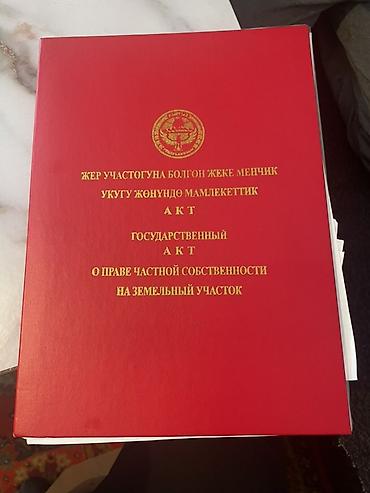 ЖЕР УЧАСТОГУНА БОЛГОН ЖЕКЕ МЕНЧИК
УКУГУ ЖӨНҮНДӨ МАМЛЕКЕТТИК
АКТ
ГОСУДАРСТВЕННЫЙ
АКТ
О ПРАВЕ ЧАСТНОЙ СОБСТВЕННОСТИ
НА ЗЕМЕЛЬНЫЙ УЧАСТОК